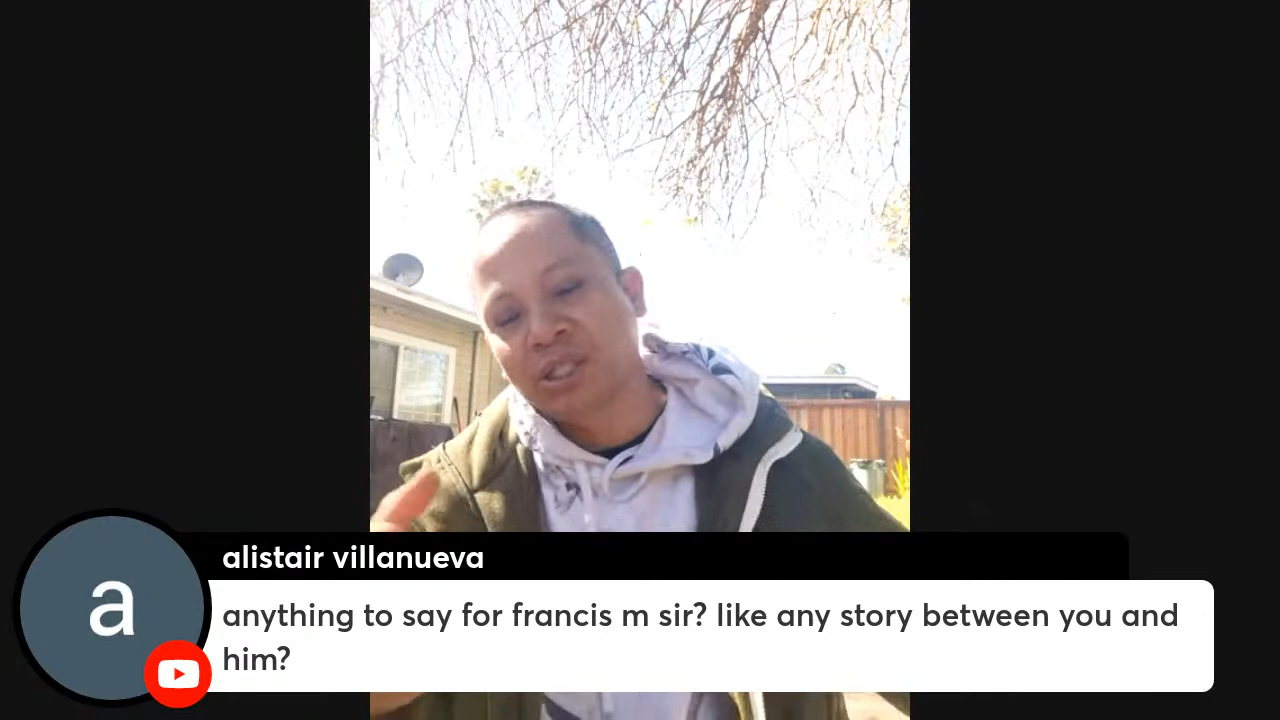 a
alistair villanueva
anything to say for francis m sir? like any story between you and
him?